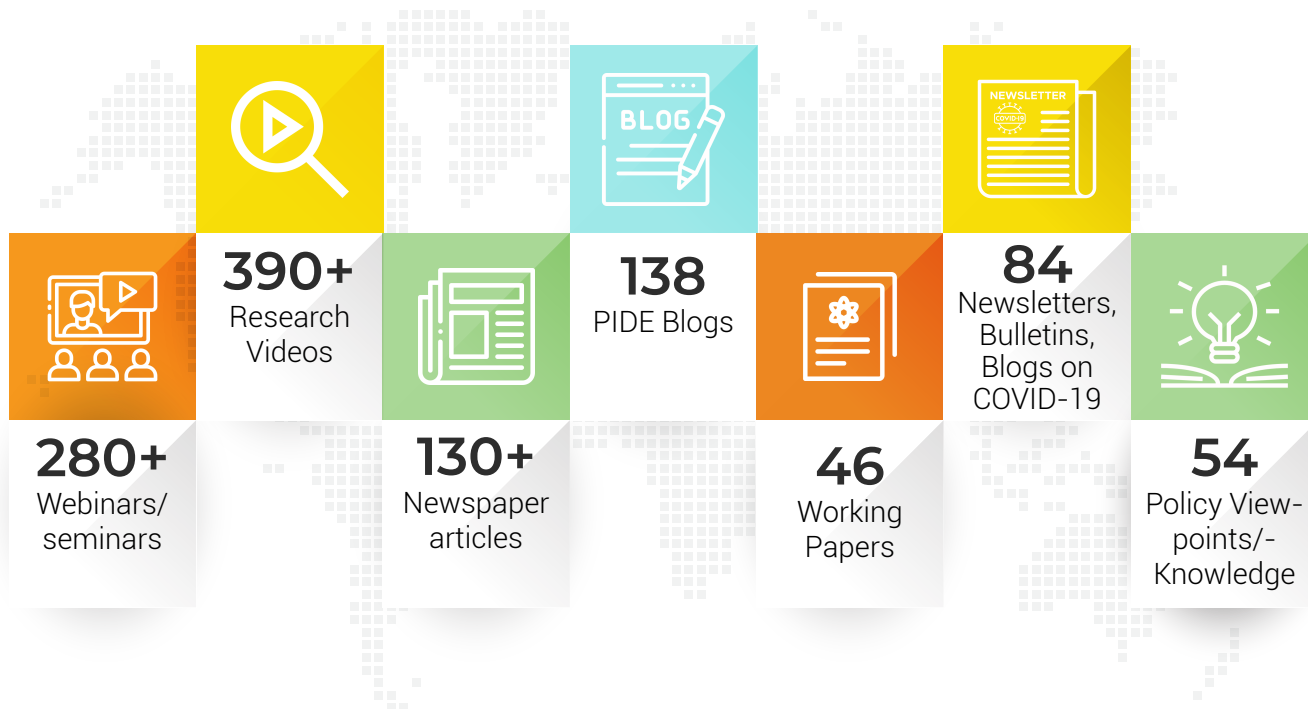 NEWSLETTER
COVID-19
BLOG
390+
Research
Videos
138
PIDE Blogs
84
Newsletters,
Bulletins,
Blogs on
COVID-19
280+
Webinars/
seminars
130+
Newspaper
articles
46
Working
Papers
54
Policy View-
points/-
Knowledge